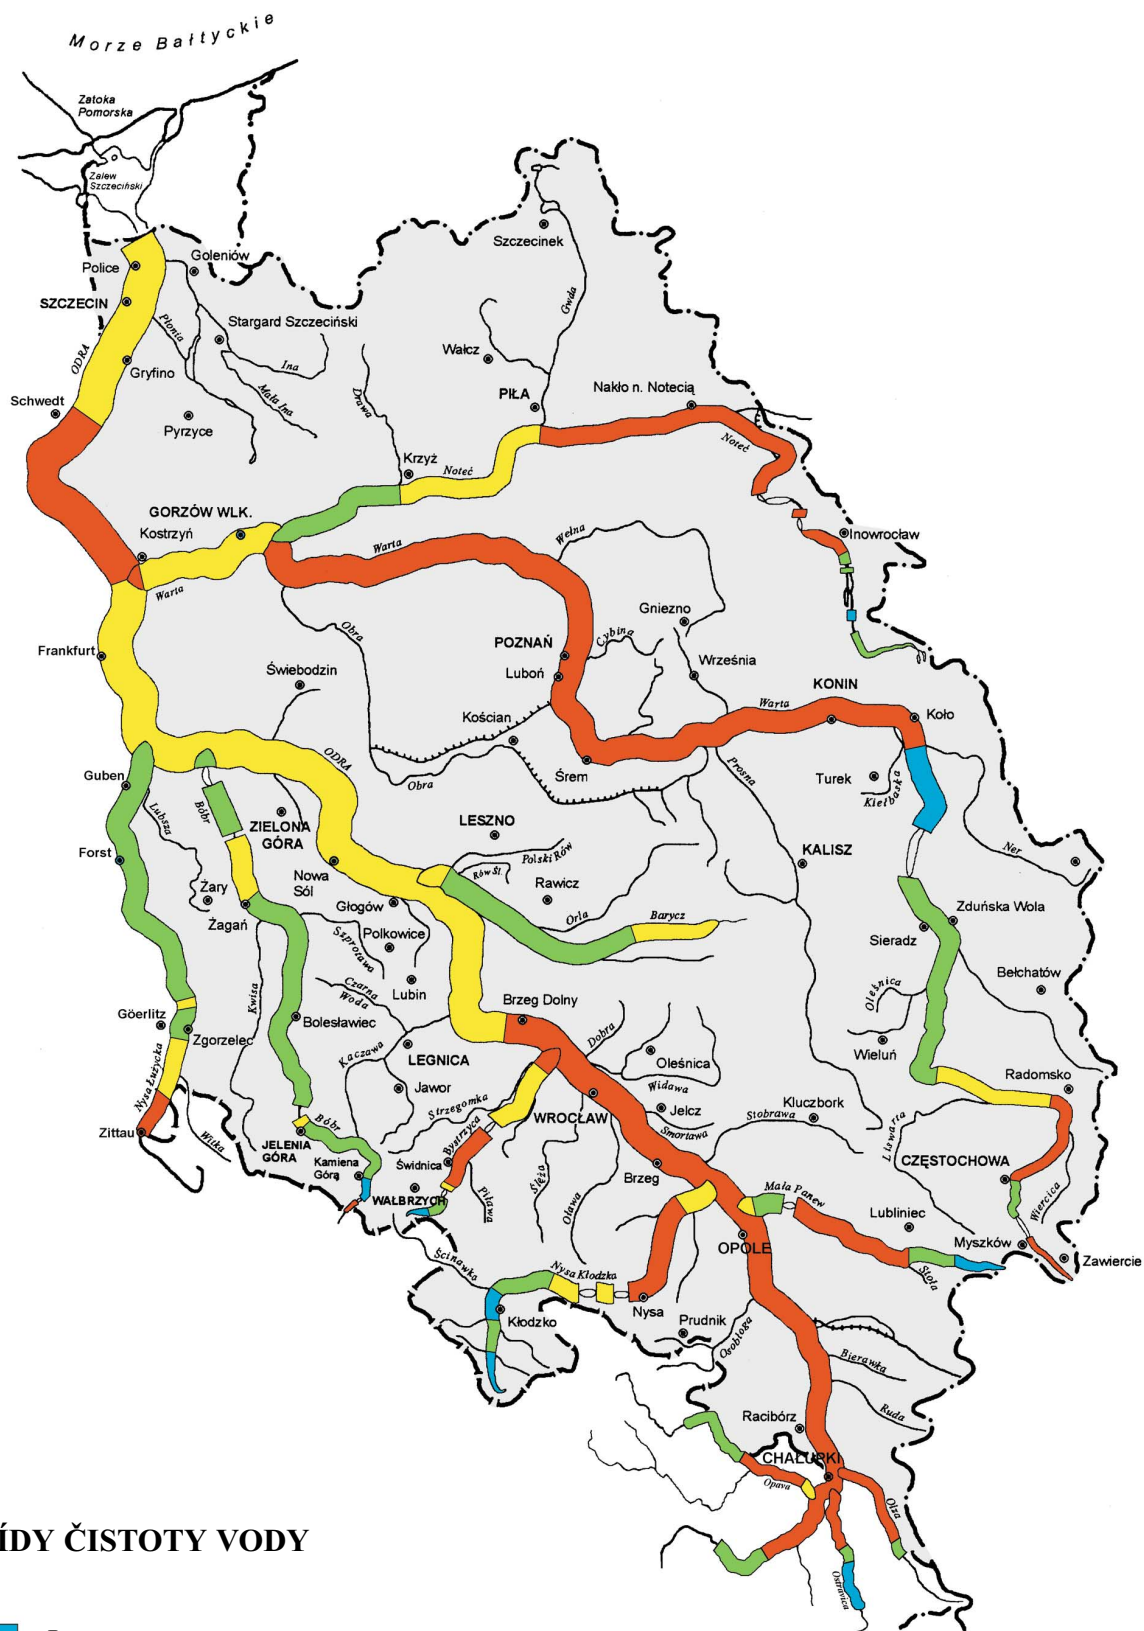 Morze Bałtyckie
Zatoka
Pomorska
Zalew
Szczeciński
Szczecinek
Goleniów
Police
SZCZECIN
Płonia
Stargard Szczeciński
Gwda
ODRA
Ina
Wałcz
Gryfino
Mała Ina
Drawa
PIŁA
Nakło n. Notecią
Schwedt
Pyrzyce
Noteć
Krzyż
Noteć
GORZÓW WLK.
Kostrzyń
Inowrocław
Warta
Wełna
Warta
Gniezno
Obra
Cybina
POZNAŃ
Frankfurt
Świebodzin
Luboń
Września
KONIN
Kościan
Warta
Koło
ODRA
Śrem
Prosna
Guben
Obra
Turek
Kiełbaska
Lubsza
Bóbr
ZIELONA
GÓRA
LESZNO
KALISZ
Ner
Forst
Polski Rów
Rów Śl.
Nowa
Sól
Żary
Rawicz
Żagań
Głogów
Orla
Barycz
Zduńska Wola
Sieradz
Szprotawa
Polkowice
Bełchatów
Czarna
Woda
Lubin
Oleśnica
Kwisa
Göerlitz
Brzeg Dolny
Bolesławiec
Zgorzelec
Dobra
Wieluń
Kaczawa
LEGNICA
Oleśnica
Radomsko
Nysa Łużycka
Jawor
Widawa
Strzegomka
Jelcz
Kluczbork
Stobrawa
WROCŁAW
Liswarta
Zittau
Witka
Bóbr
JELENIA
GÓRA
Bystrzyca
Smortawa
Kamiena
Góra
Świdnica
Brzeg
CZĘSTOCHOWA
Ślęża
Mała Panew
WAŁBRZYCH
Piława
Oława
Wiercica
Lubliniec
OPOLE
Myszków
Ścinawka
Zawiercie
Nysa Kłodzka
Stoła
Nysa
Kłodzko
Prudnik
Osobłoga
Bierawka
Racibórz
Ruda
CHAŁUPKI
Opava
Olza
ÍDY ČISTOTY VODY
Ostravica